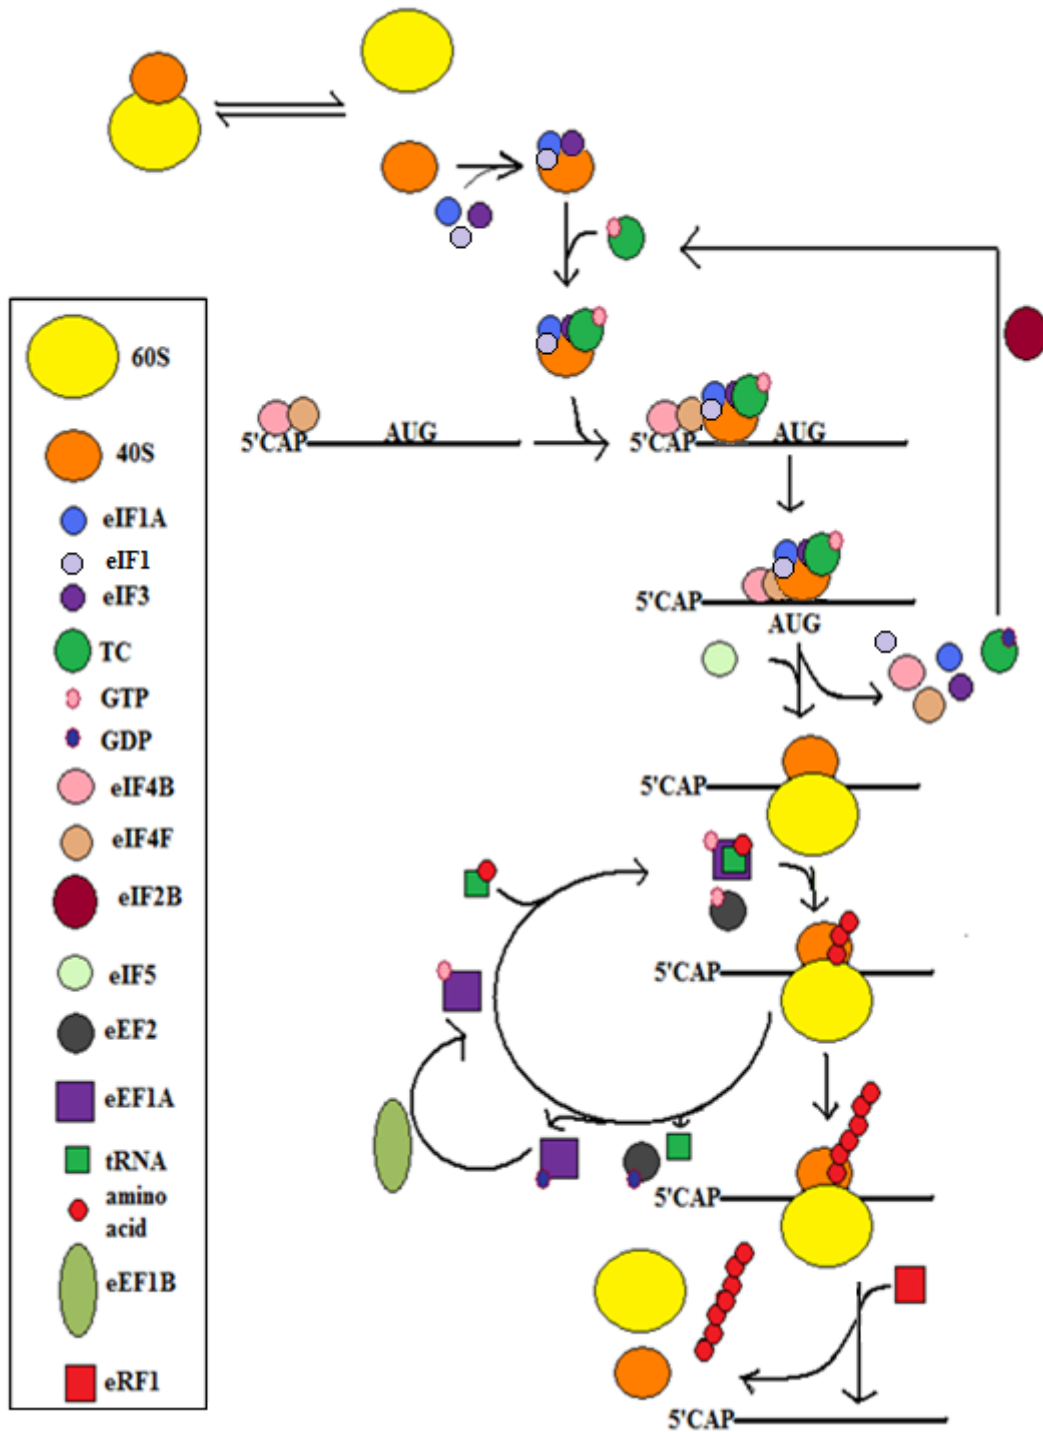 60S
40S
eIF1A
eIF1
eIF3
TC
GTP
GDP
eIF4B
eIF4F
eIF2B
eIF5
eEF2
eEF1A
tRNA
amino
acid
eEF1B
eRF1
5'CAP AUG
5'CAP AUG
5'CAP
AUG
5'CAP
5'CAP
5'CAP
5'CAP